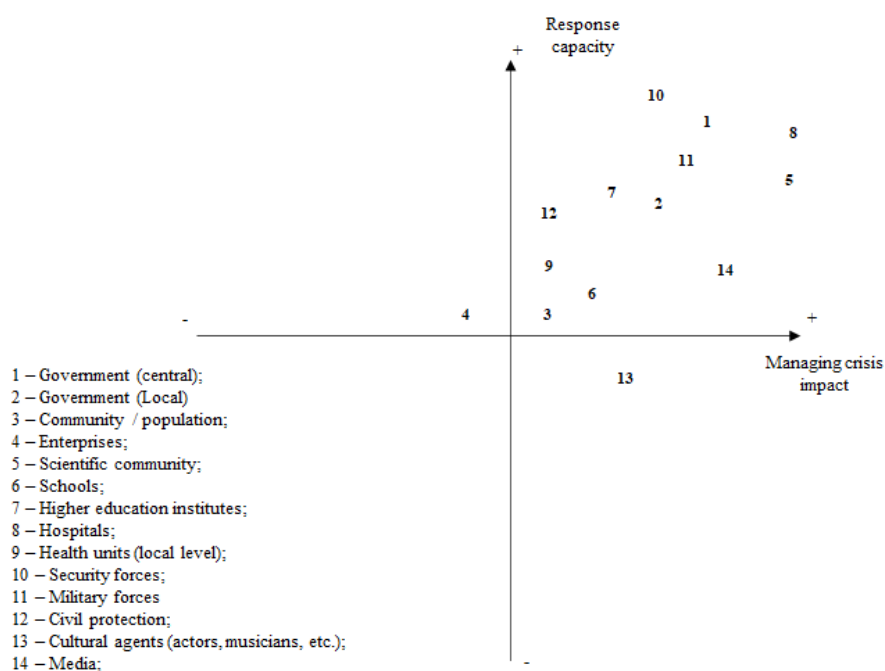 Response
capacity
+
10
1
8
11
5
7
2
12
9
14
6
4
3
-
+
Managing crisis
impact
13
1 – Government (central);
2 – Government (Local)
3 – Community / population;
4 – Enterprises;
5 – Scientific community;
6 – Schools;
7 – Higher education institutes;
8 – Hospitals;
9 – Health units (local level);
10 – Security forces;
11 – Military forces
12 – Civil protection;
13 – Cultural agents (actors, musicians, etc.);
14 – Media;
-